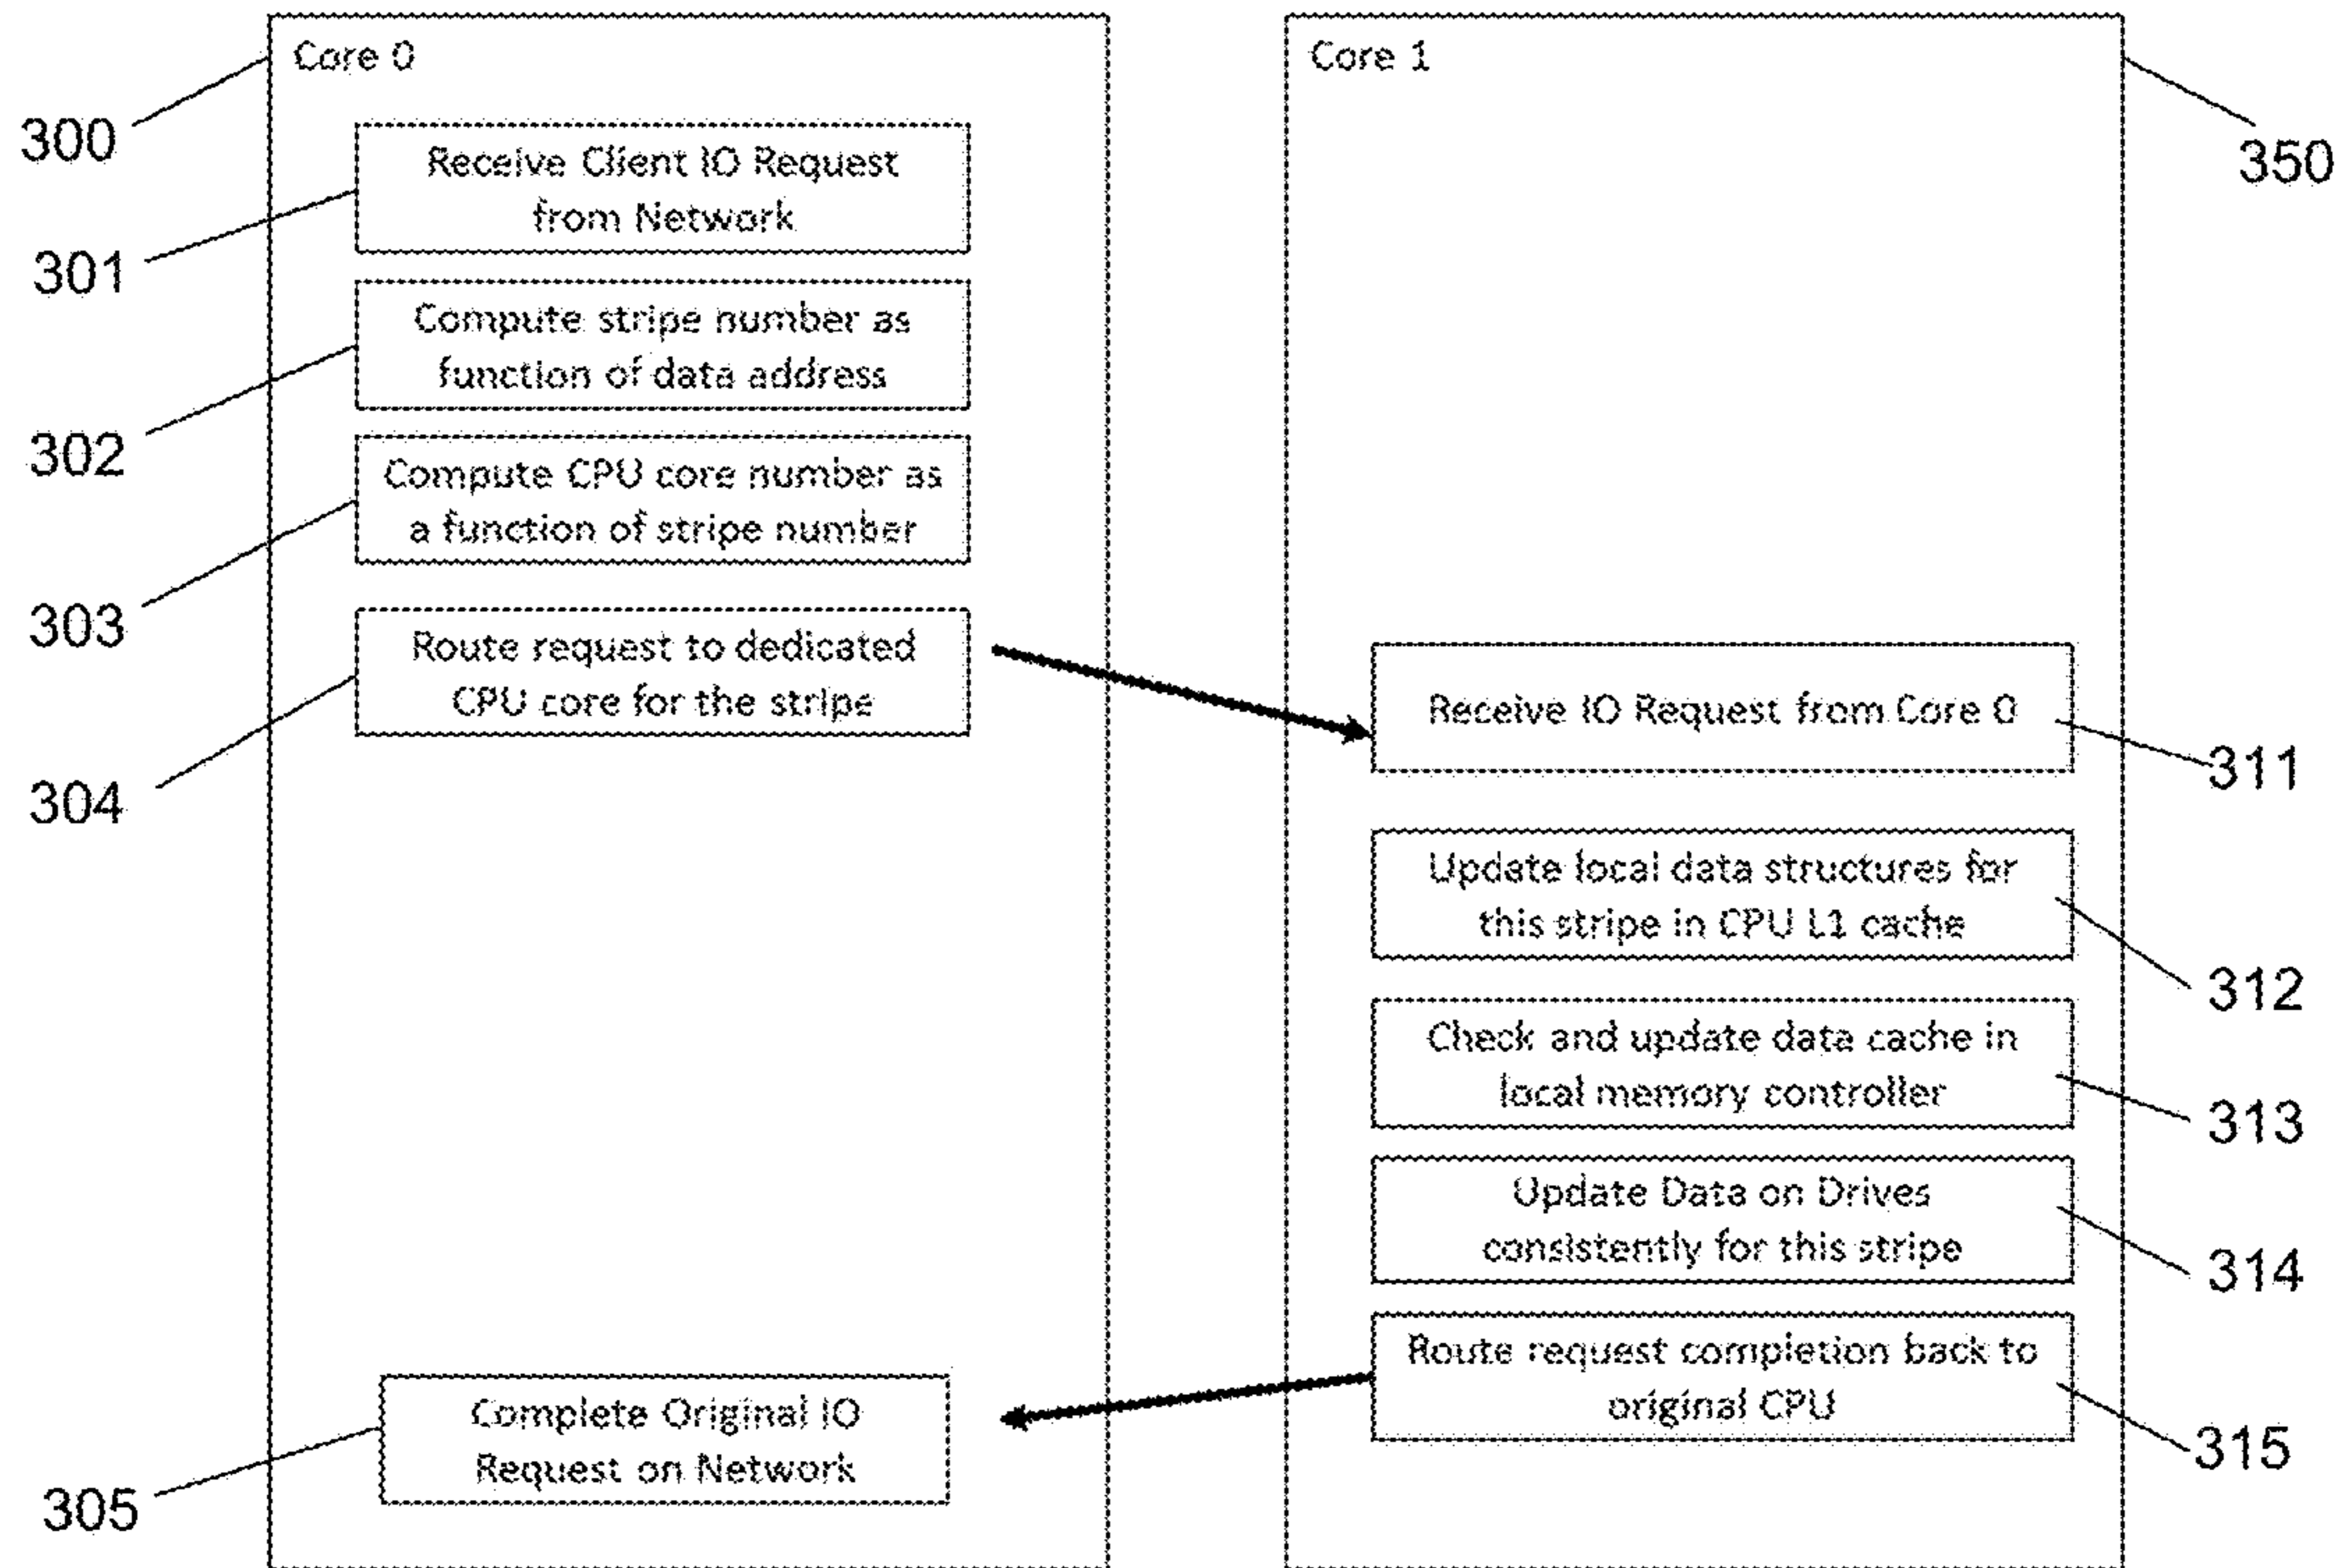 Core 0
300
Receive Client IO Request
from Network
301
Compute stripe number as
function of data address
302
Compute CPU core number as
a function of stripe number
303
Route request to dedicated
CPU core for the stripe
304
Complete Original IO
Request on Network
305
Core 1
350
Receive IO Request from Core 0
311
Update local data structures for
this stripe in CPU L1 cache
312
Check and update data cache in
local memory controller
313
Update Data on Drives
consistently for this stripe
314
Route request completion back to
original CPU
315